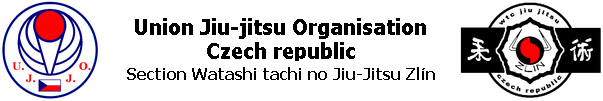 U. J. J. O.
Union Jiu-jitsu Organisation
Czech republic
Section Watashi tachi no Jiu-Jitsu Zlín
wtc jiu jitsu
柔 術
ZLÍN
czech republic